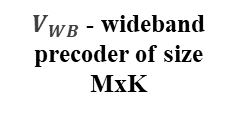 V_WB - wideband
precoder of size
MxK